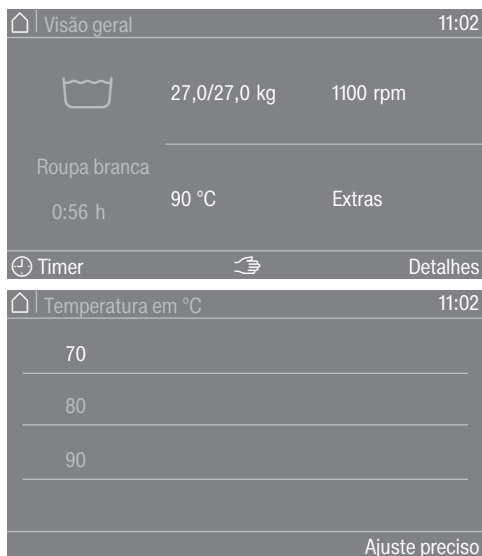 Visão geral 11:02
27,0/27,0 kg 1100 rpm
Roupa branca
0:56 h
90 °C Extras
Timer Detalhes
Temperatura em °C 11:02
70
80
90
Ajuste preciso